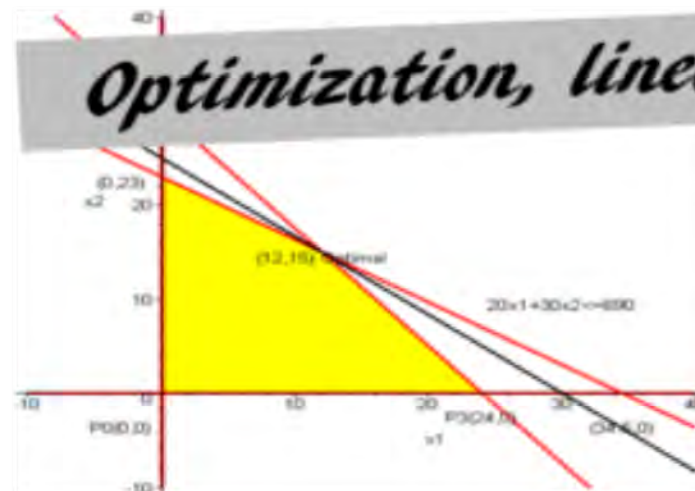 40
Optimization, line
(0,23)
x2
20
(12,15) Optimal
10
20x1+30x2<=690
-10
0
10
20
30
40
P0(0,0)
P3(24,0)
(34.5,0)
x1
-10